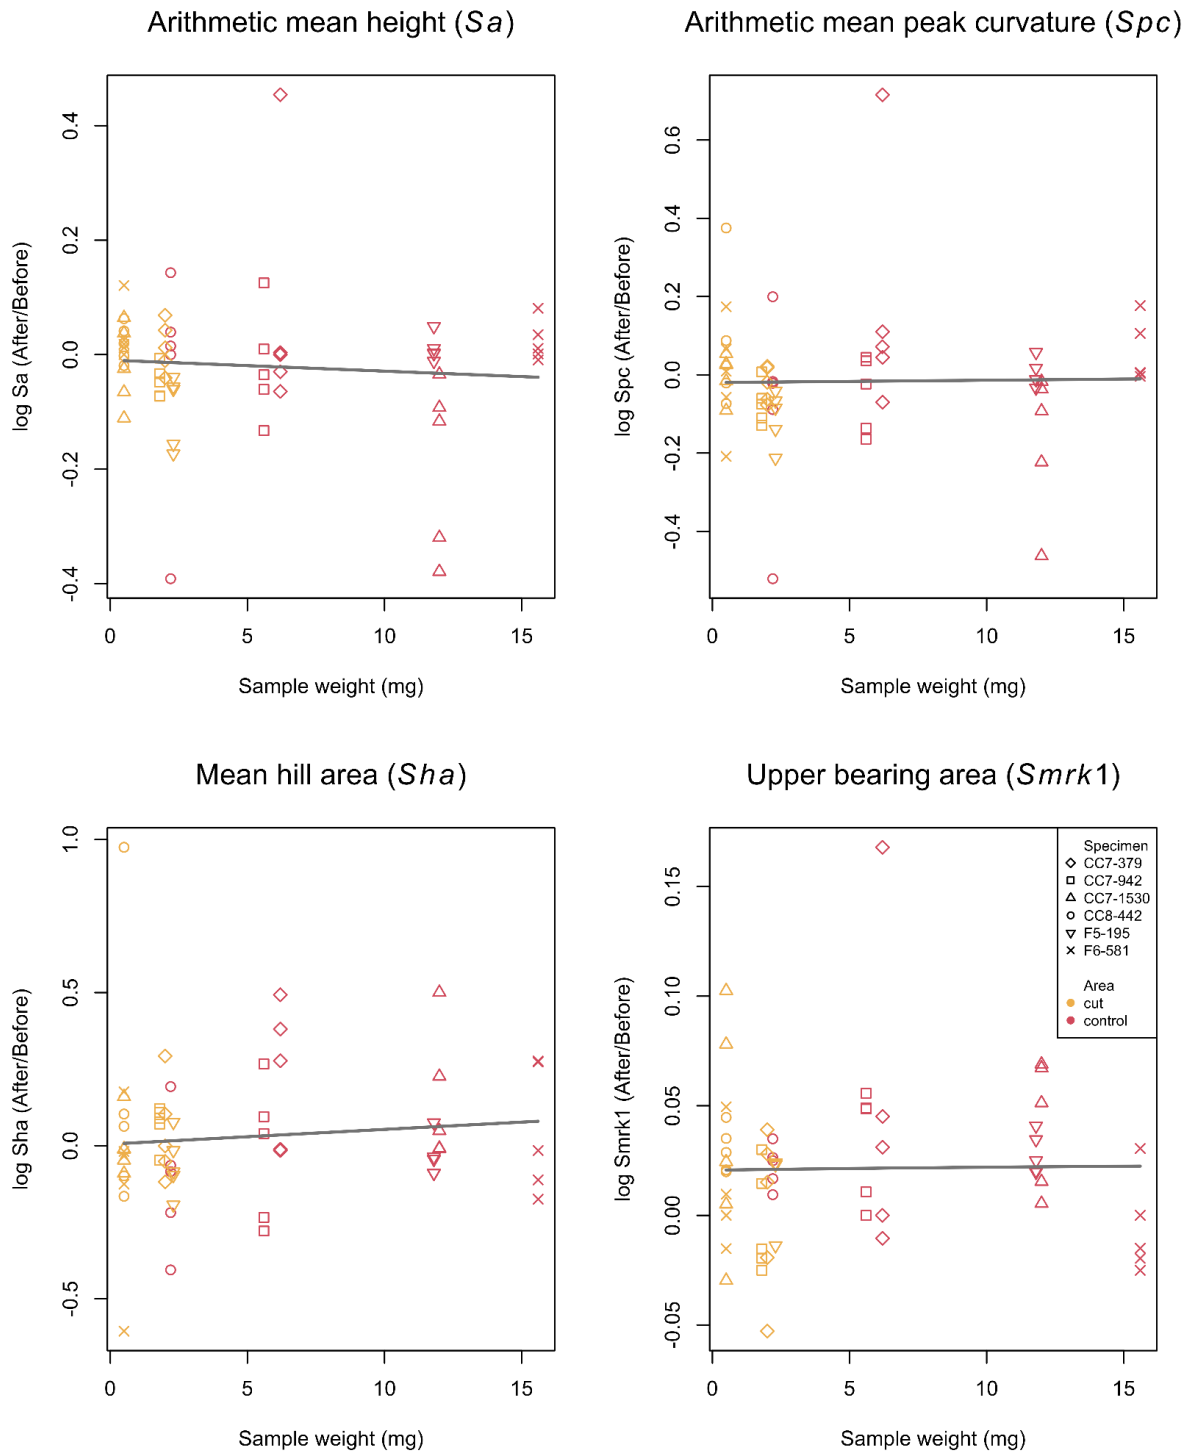 Arithmetic mean height (Sa)
log Sa (After/Before)
0.4
0.2
0.0
-0.2
-0.4
0 5 10 15
Sample weight (mg)
Arithmetic mean peak curvature (Spc)
log Spc (After/Before)
0.6
0.4
0.2
0.0
-0.2
-0.4
0 5 10 15
Sample weight (mg)
Mean hill area (Sha)
log Sha (After/Before)
1.0
0.5
0.0
-0.5
0 5 10 15
Sample weight (mg)
Upper bearing area (Smrk1)
log Smrk1 (After/Before)
0.15
0.10
0.05
0.00
-0.05
0 5 10 15
Sample weight (mg)
Specimen
CC7-379
CC7-942
CC7-1530
CC8-442
F5-195
F6-581
Area
cut
control